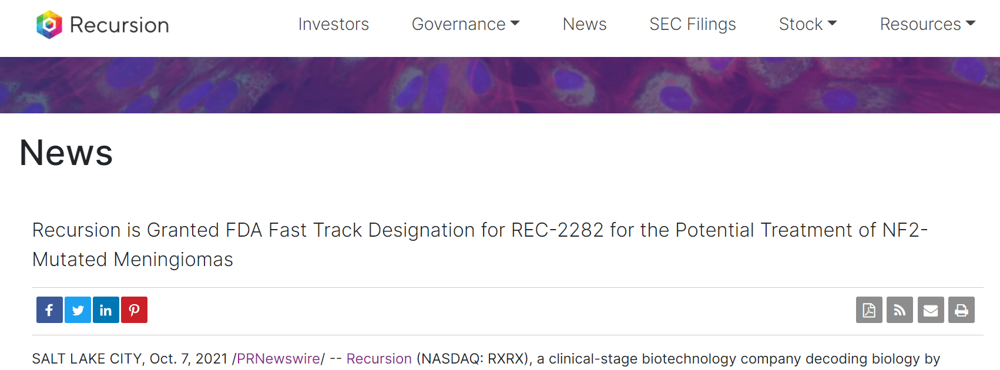 Recursion
Investors Governance News SEC Filings Stock Resources
News
Recursion is Granted FDA Fast Track Designation for REC-2282 for the Potential Treatment of NF2-
Mutated Meningiomas
SALT LAKE CITY, Oct. 7, 2021 /PRNewswire/ -- Recursion (NASDAQ: RXRX), a clinical-stage biotechnology company decoding biology by